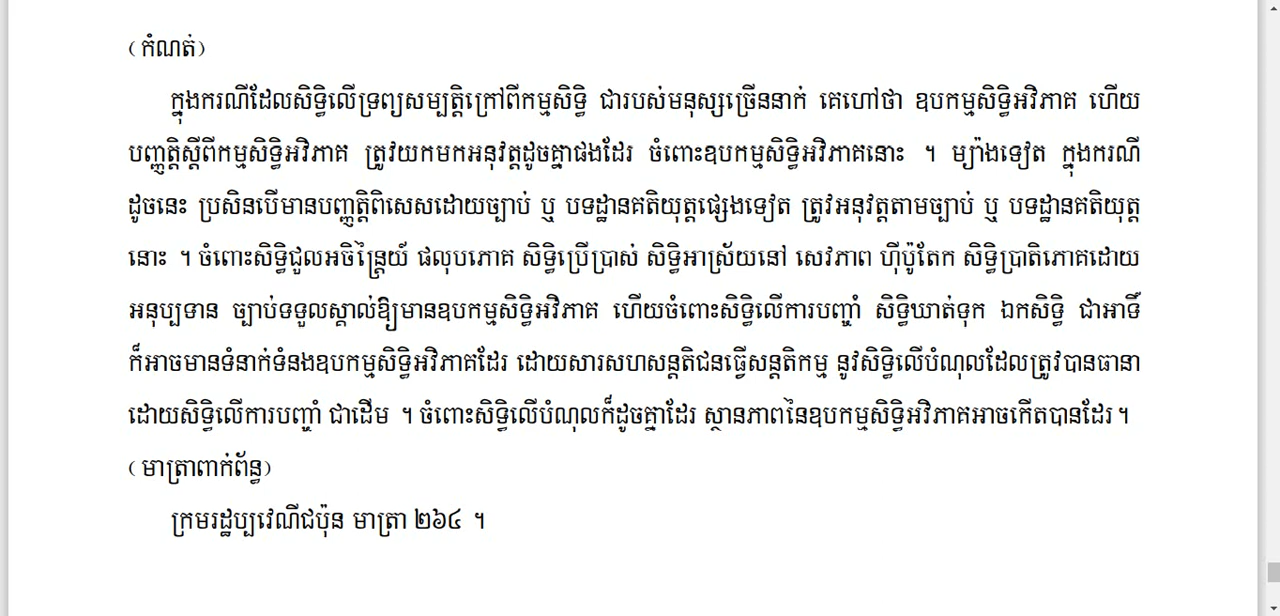 (កំណត់)
ក្នុងករណីដែលសិទ្ធិលើទ្រព្យសម្បត្តិក្រៅពីកម្មសិទ្ធិ ជារបស់មនុស្សច្រើននាក់ គេហៅថា ឧបកម្មសិទ្ធិអវិភាគ ហើយ
បញ្ញត្តិស្តីពីកម្មសិទ្ធិអវិភាគ ត្រូវយកមកអនុវត្តដូចគ្នាផងដែរ ចំពោះឧបកម្មសិទ្ធិអវិភាគនោះ ។ ម្យ៉ាងទៀត ក្នុងករណី
ដូចនេះ ប្រសិនបើមានបញ្ញត្តិពិសេសដោយច្បាប់ ឬ បទដ្ឋានគតិយុត្តផ្សេងទៀត ត្រូវអនុវត្តតាមច្បាប់ ឬ បទដ្ឋានគតិយុត្ត
នោះ ។ ចំពោះសិទ្ធិជួលអចិន្ត្រៃយ៍ ផលុបភោគ សិទ្ធិប្រើប្រាស់ សិទ្ធិអាស្រ័យនៅ សេវភាព ហ៊ីប៉ូតែក សិទ្ធិប្រាតិភោគដោយ
អនុប្បទាន ច្បាប់ទទួលស្គាល់ឱ្យមានឧបកម្មសិទ្ធិអវិភាគ ហើយចំពោះសិទ្ធិលើការបញ្ចាំ សិទ្ធិឃាត់ទុក ឯកសិទ្ធិ ជាអាទិ៍
ក៏អាចមានទំនាក់ទំនងឧបកម្មសិទ្ធិអវិភាគដែរ ដោយសារសហសន្តតិជនធ្វើសន្តតិកម្ម នូវសិទ្ធិលើបំណុលដែលត្រូវបានធានា
ដោយសិទ្ធិលើការបញ្ចាំ ជាដើម ។ ចំពោះសិទ្ធិលើបំណុលក៏ដូចគ្នាដែរ ស្ថានភាពនៃឧបកម្មសិទ្ធិអវិភាគអាចកើតបានដែរ។
(មាត្រាពាក់ព័ន្ធ)
ក្រមរដ្ឋប្បវេណីជប៉ុន មាត្រា ២៦៤ ។